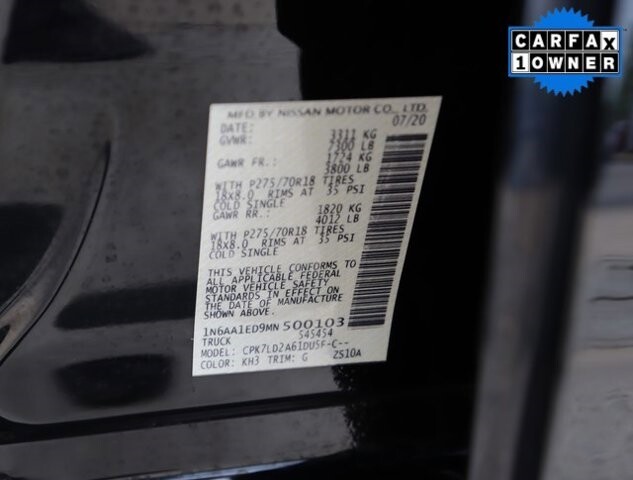 CARFAX
1 OWNER
MFD BY NISSAN MOTOR CO., LTD.
DATE: 07/20
GVWR: 3311 KG
7300 LB
GAWR FR.: 1724 KG
3800 LB
WITH P275/70R18 TIRES
18x8.0 RIMS AT 35 PSI
COLD SINGLE
GAWR RR.: 1820 KG
4012 LB
WITH P275/70R18 TIRES
18x8.0 RIMS AT 35 PSI
COLD SINGLE
THIS VEHICLE CONFORMS TO
ALL APPLICABLE FEDERAL
MOTOR VEHICLE SAFETY
STANDARDS IN EFFECT ON
THE DATE OF MANUFACTURE
SHOWN ABOVE.
1N6AA1ED9MN500103
TRUCK 545454
MODEL: CPK7LD2A61DU5F-C--
COLOR: KH3 TRIM: G ZS10A